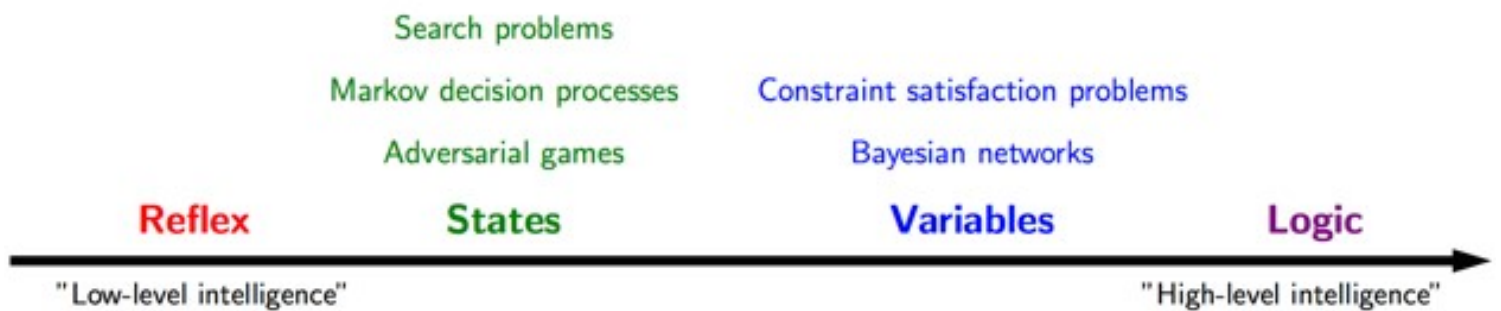 Search problems
Markov decision processes Constraint satisfaction problems
Adversarial games Bayesian networks
Reflex States Variables Logic
"Low-level intelligence" "High-level intelligence"